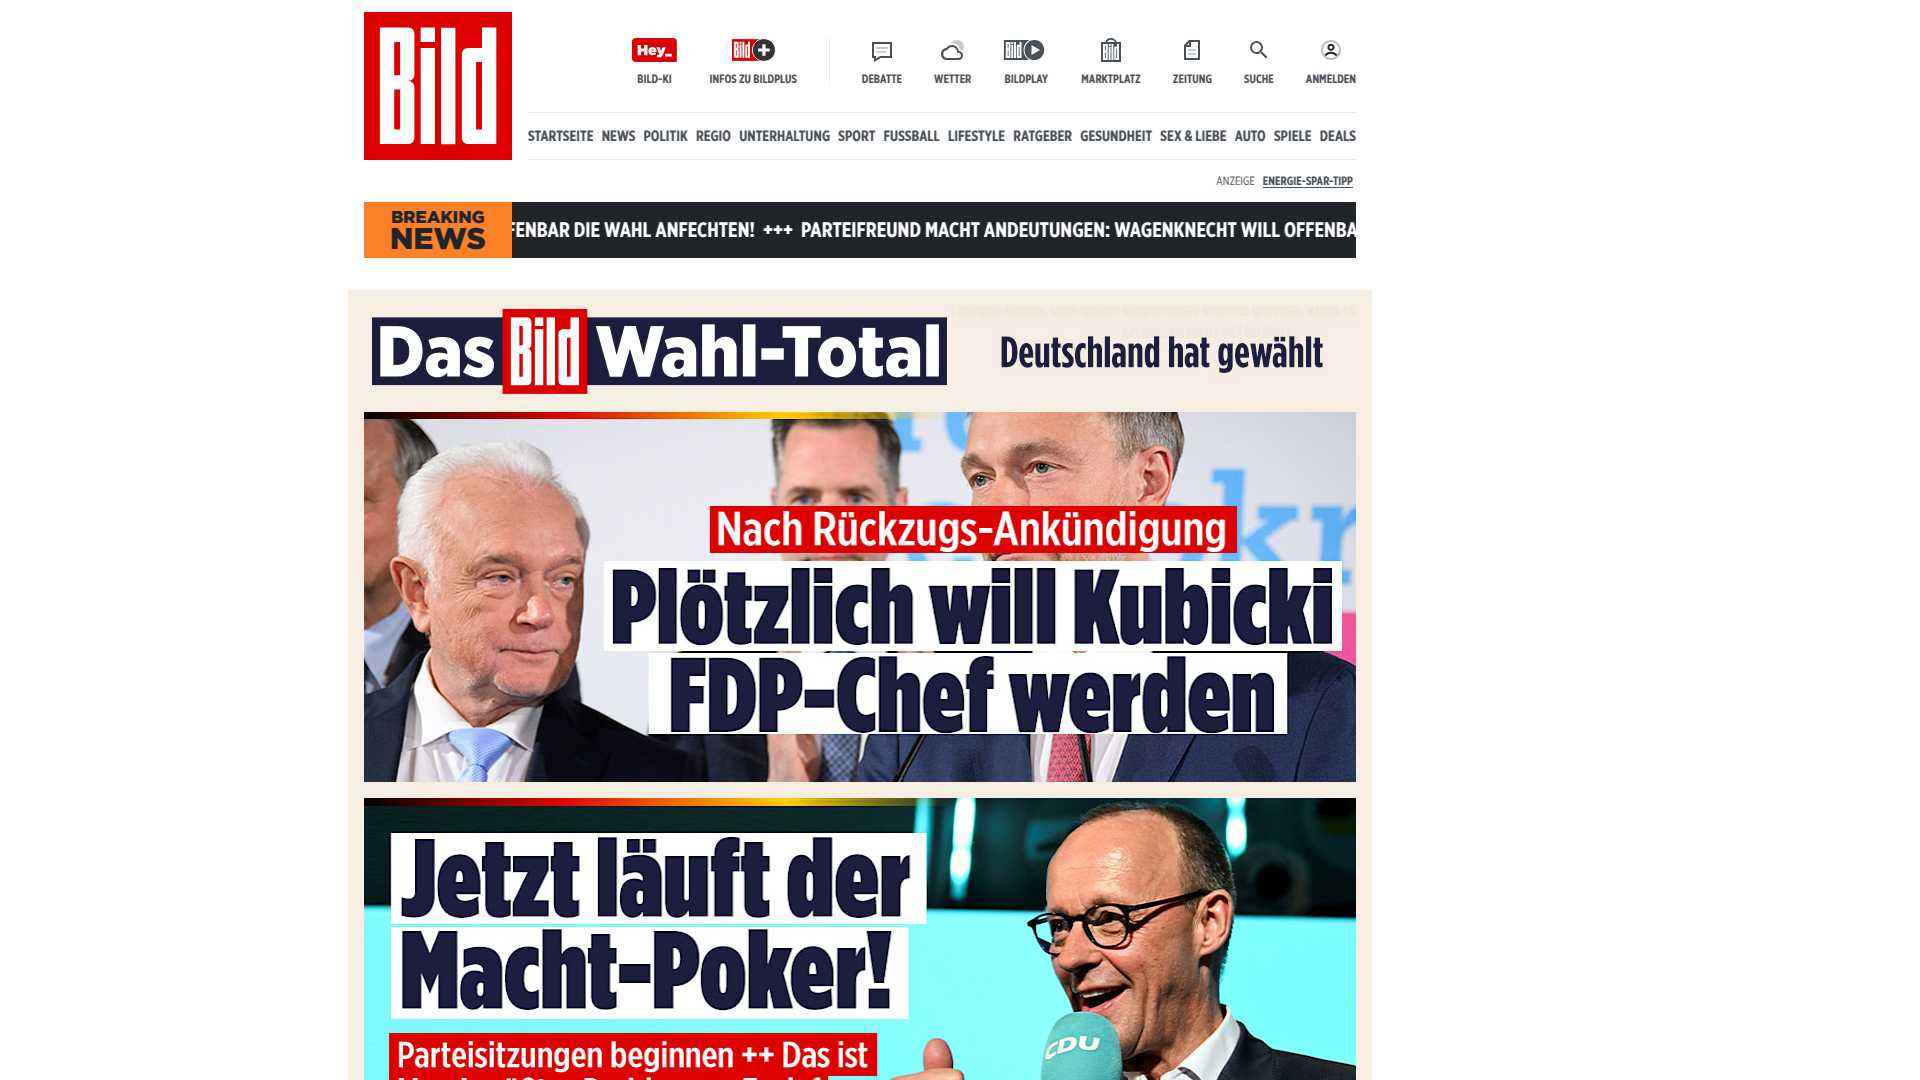 Bild
Hey_
BILD-KI
Bild +
INFOS ZU BILDPLUS
DEBATTE
WETTER
Bild
BILDPLAY
Bild
MARKTPLATZ
ZEITUNG
SUCHE
ANMELDEN
STARTSEITE NEWS POLITIK REGIO UNTERHALTUNG SPORT FUSSBALL LIFESTYLE RATGEBER GESUNDHEIT SEX & LIEBE AUTO SPIELE DEALS
ANZEIGE ENERGIE-SPAR-TIPP
BREAKING
NEWS
FENBAR DIE WAHL ANFECHTEN! +++ PARTEIFREUND MACHT ANDEUTUNGEN: WAGENKNECHT WILL OFFENBA
Das Bild Wahl-Total
Deutschland hat gewählt
Nach Rückzugs-Ankündigung
Plötzlich will Kubicki
FDP-Chef werden
Jetzt läuft der
Macht-Poker!
CDU
Parteisitzungen beginnen ++ Das ist